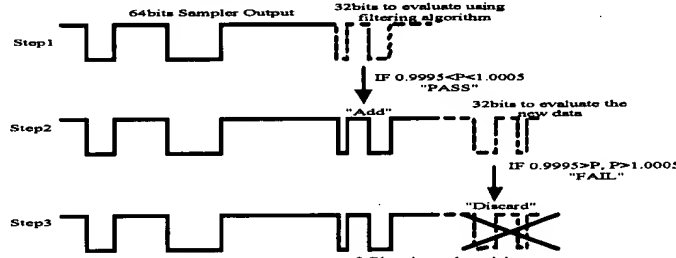 64bits Sampler Output
32bits to evaluate using
filtering algorithm
Step1
IF 0.9995<P<1.0005
"PASS"
"Add"
32bits to evaluate the
new data
Step2
IF 0.9995>P, P>1.0005
"FAIL"
"Discard"
Step3